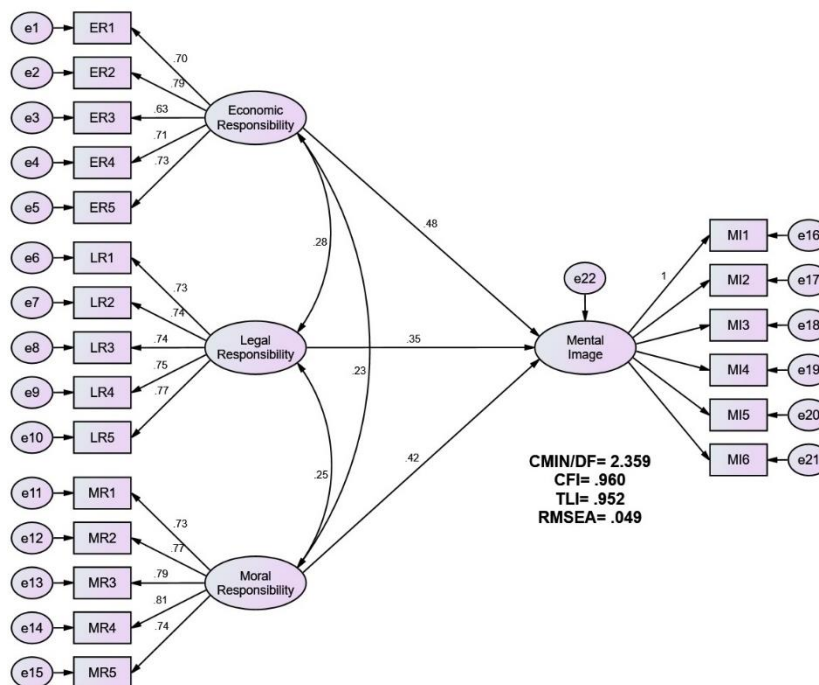 e1
ER1
e2
ER2
e3
ER3
e4
ER4
e5
ER5
.70
.79
.63
.71
.73
Economic
Responsibility
e6
LR1
e7
LR2
e8
LR3
e9
LR4
e10
LR5
.73
.74
.74
.75
.77
Legal
Responsibility
e11
MR1
e12
MR2
e13
MR3
e14
MR4
e15
MR5
.73
.77
.79
.81
.74
Moral
Responsibility
.28
.23
.25
.48
.35
.42
e22
Mental
Image
1
MI1
e16
MI2
e17
MI3
e18
MI4
e19
MI5
e20
MI6
e21
CMIN/DF= 2.359
CFI= .960
TLI= .952
RMSEA= .049